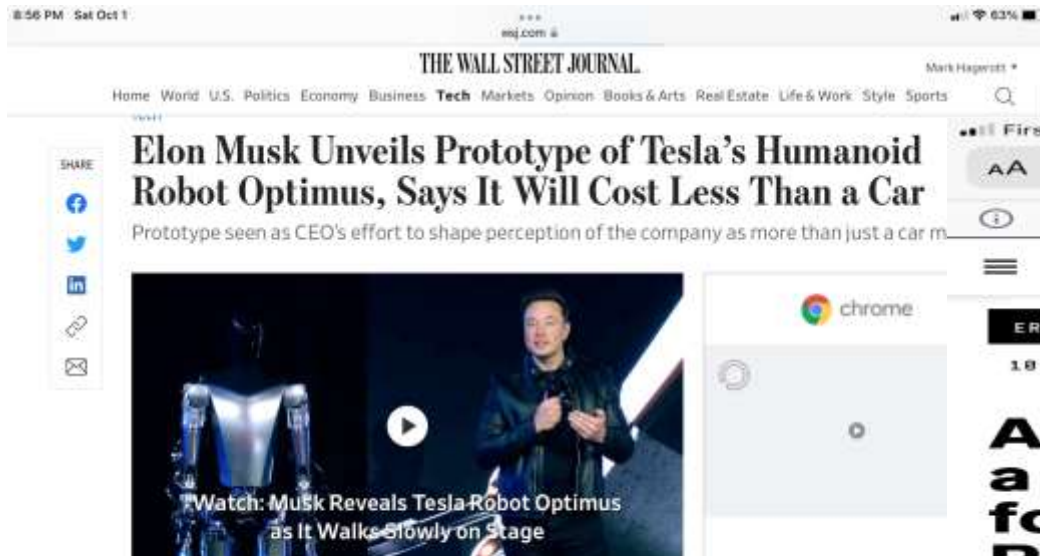 8:56 PM Sat Oct 1
wsj.com
63%
THE WALL STREET JOURNAL.
Mark Hagerott
Home World U.S. Politics Economy Business Tech Markets Opinion Books & Arts Real Estate Life & Work Style Sports
SHARE
Elon Musk Unveils Prototype of Tesla's Humanoid
Robot Optimus, Says It Will Cost Less Than a Car
Prototype seen as CEO's effort to shape perception of the company as more than just a car m
chrome
Watch: Musk Reveals Tesla Robot Optimus
as It Walks Slowly on Stage
Firs
AA
ER
10
A
a
fo